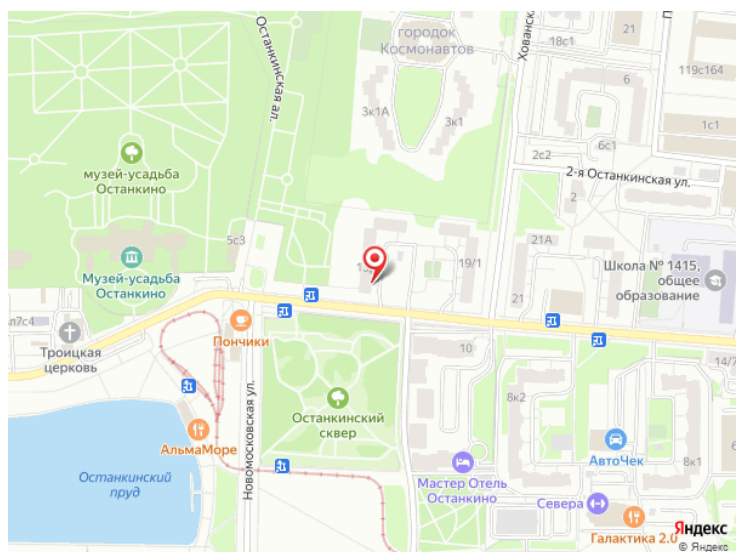 городок
Космонавтов
Останкинская ал.
Хованска
18с1
21
119с164
6
1с1
3к1А
3к1
6с1
2с2
2-я Останкинская ул.
2
музей-усадьба
Останкино
5с3
21А
19/1
Музей-усадьба
Останкино
Школа № 1415,
общее
образование
21
л7с4
Троицкая
церковь
Пончики
10
14/7
8к2
Останкинский
сквер
Новомосковская ул.
АльмаМоре
АвтоЧек
8к1
Останкинский
пруд
Мастер Отель
Останкино
Севера
Галактика 2.0
Яндекс
© Яндекс